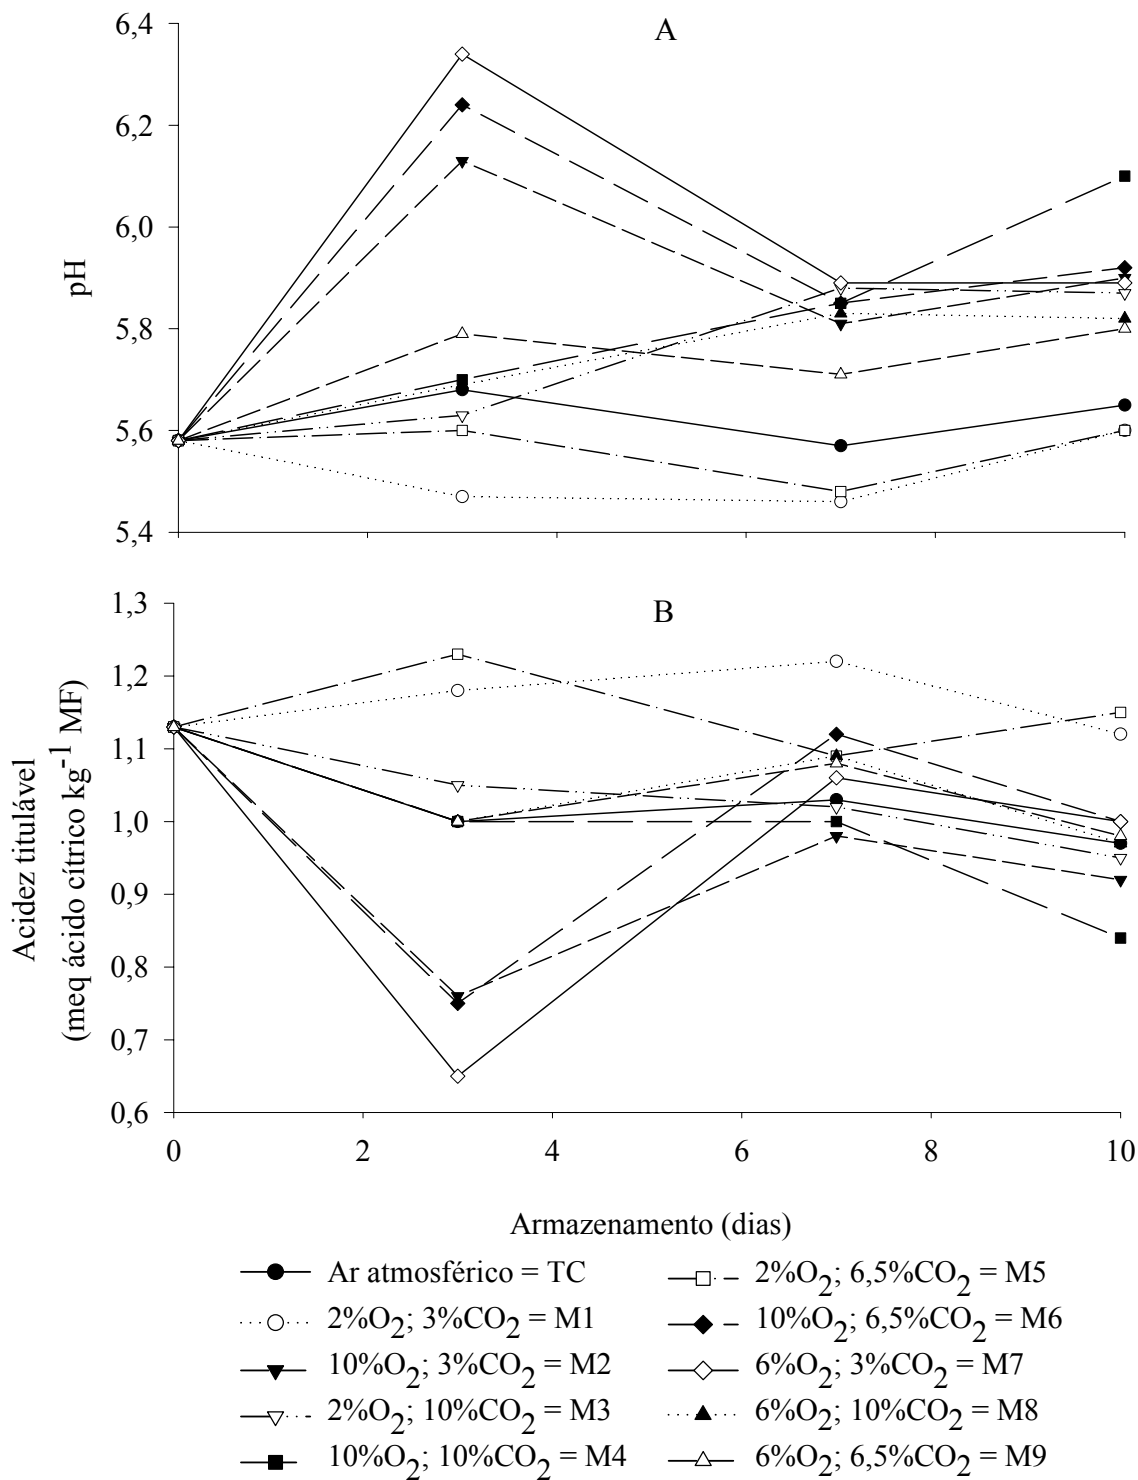 A
6,4
6,2
6,0
5,8
5,6
5,4
pH
B
1,3
1,2
1,1
1,0
0,9
0,8
0,7
0,6
Acidez titulável
(meq ácido cítrico kg⁻¹ MF)
0 2 4 6 8 10
Armazenamento (dias)
Ar atmosférico = TC
2%O₂; 3%CO₂ = M1
10%O₂; 3%CO₂ = M2
2%O₂; 10%CO₂ = M3
10%O₂; 10%CO₂ = M4
2%O₂; 6,5%CO₂ = M5
10%O₂; 6,5%CO₂ = M6
6%O₂; 3%CO₂ = M7
6%O₂; 10%CO₂ = M8
6%O₂; 6,5%CO₂ = M9